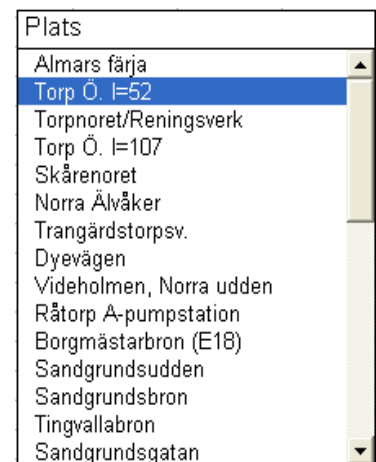 Plats
Almars färja
Torp Ö. l=52
Torpnoret/Reningsverk
Torp Ö. l=107
Skårenoret
Norra Älvåker
Trangärdstorpsv.
Dyevägen
Videholmen, Norra udden
Råtorp A-pumpstation
Borgmästarbron (E18)
Sandgrundsudden
Sandgrundsbron
Tingvallabron
Sandgrundsgatan